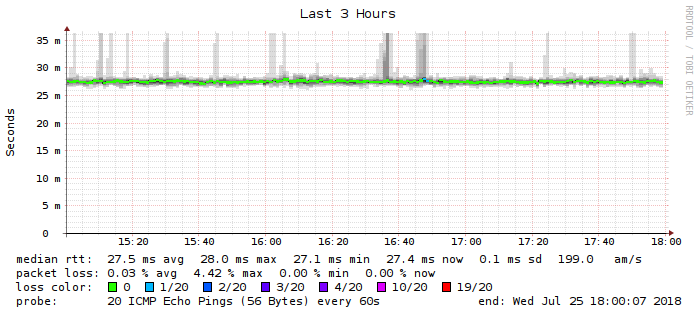 Last 3 Hours
RRDTOOL / TOBI OETIKER
Seconds
35 m
30 m
25 m
20 m
15 m
10 m
5 m
0
15:20 15:40 16:00 16:20 16:40 17:00 17:20 17:40 18:00
median rtt: 27.5 ms avg 28.0 ms max 27.1 ms min 27.4 ms now 0.1 ms sd 199.0 am/s
packet loss: 0.03 % avg 4.42 % max 0.00 % min 0.00 % now
loss color: 0 1/20 2/20 3/20 4/20 10/20 19/20
probe: 20 ICMP Echo Pings (56 Bytes) every 60s end: Wed Jul 25 18:00:07 2018